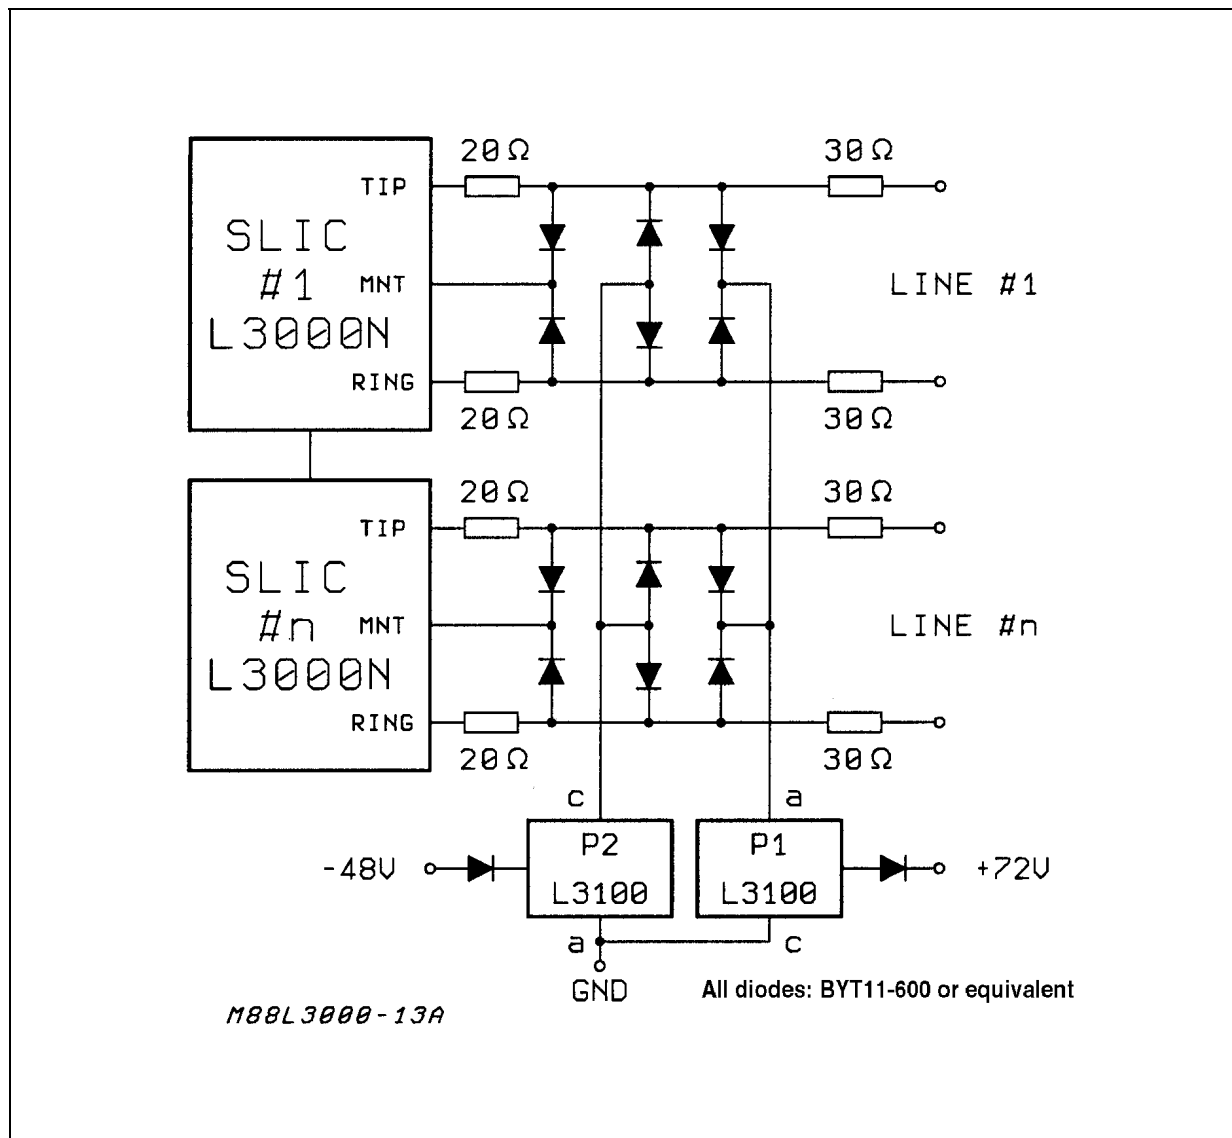 20Ω 30Ω
TIP
SLIC
#1 MNT LINE #1
L3000N
RING
20Ω 30Ω
20Ω 30Ω
TIP
SLIC
#n MNT LINE #n
L3000N
RING
20Ω 30Ω
c a
P2 P1
-48V +72V
L3100 L3100
a c
GND All diodes: BYT11-600 or equivalent
M88L3000-13A